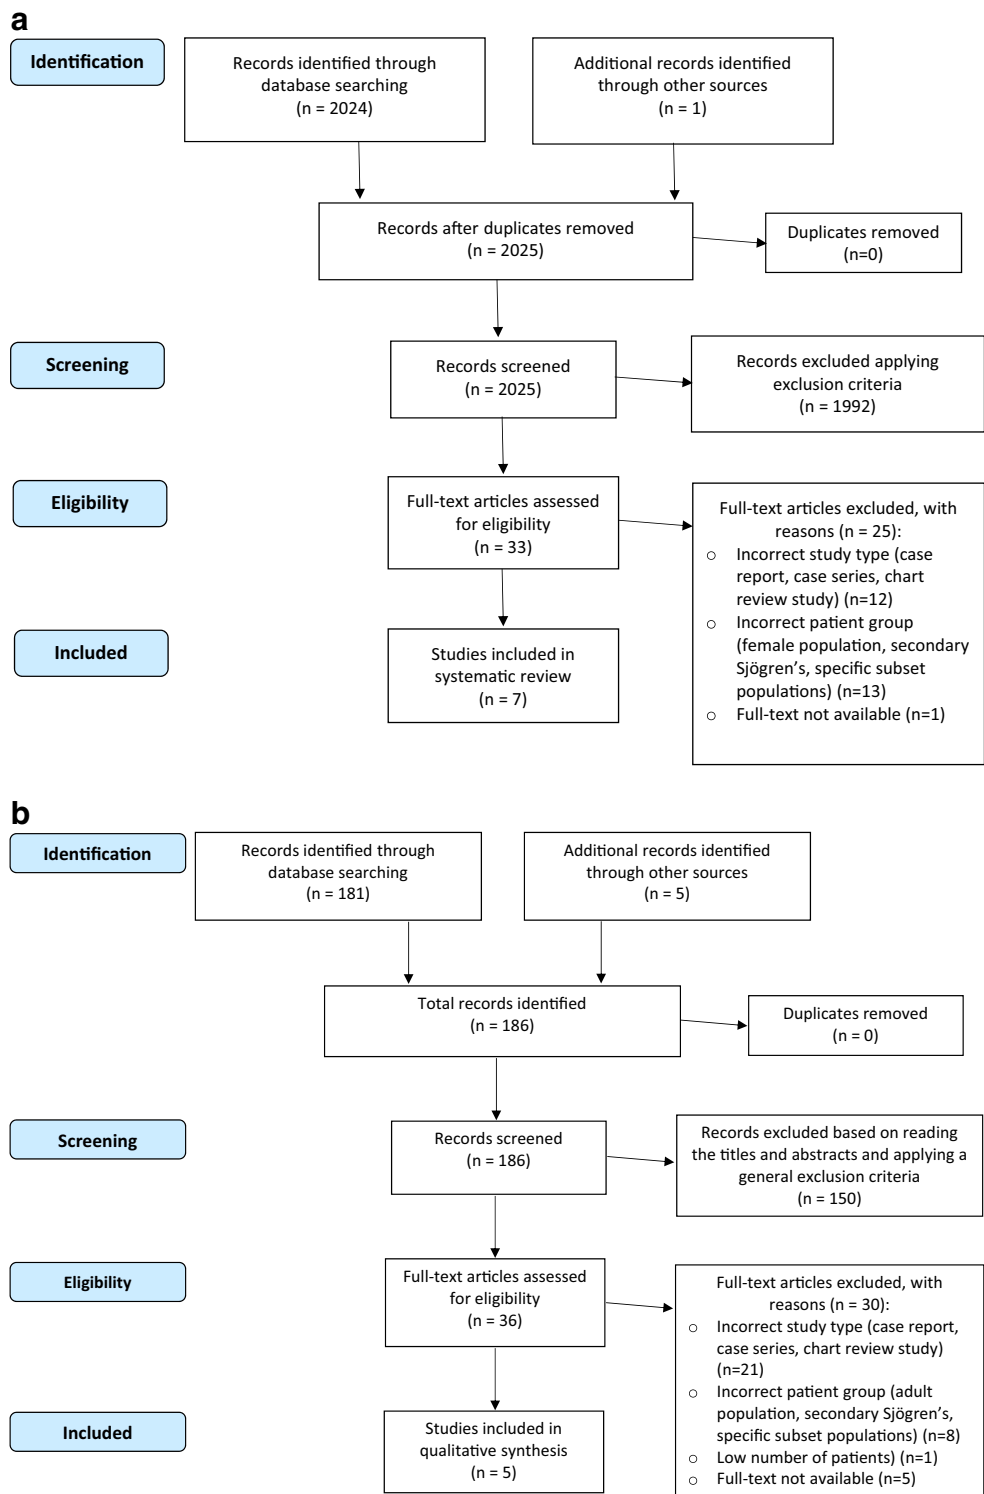 a
Identification
Records identified through
database searching
(n = 2024)
Additional records identified
through other sources
(n = 1)
Records after duplicates removed
(n = 2025)
Duplicates removed
(n=0)
Screening
Records screened
(n = 2025)
Records excluded applying
exclusion criteria
(n = 1992)
Eligibility
Full-text articles assessed
for eligibility
(n = 33)
Full-text articles excluded, with
reasons (n = 25):
○ Incorrect study type (case
report, case series, chart
review study) (n=12)
○ Incorrect patient group
(female population, secondary
Sjögren's, specific subset
populations) (n=13)
○ Full-text not available (n=1)
Included
Studies included in
systematic review
(n = 7)
b
Identification
Records identified through
database searching
(n = 181)
Additional records identified
through other sources
(n = 5)
Total records identified
(n = 186)
Duplicates removed
(n = 0)
Screening
Records screened
(n = 186)
Records excluded based on reading
the titles and abstracts and applying a
general exclusion criteria
(n = 150)
Eligibility
Full-text articles assessed
for eligibility
(n = 36)
Full-text articles excluded, with
reasons (n = 30):
○ Incorrect study type (case report,
case series, chart review study)
(n=21)
○ Incorrect patient group (adult
population, secondary Sjögren's,
specific subset populations) (n=8)
○ Low number of patients) (n=1)
○ Full-text not available (n=5)
Included
Studies included in
qualitative synthesis
(n = 5)